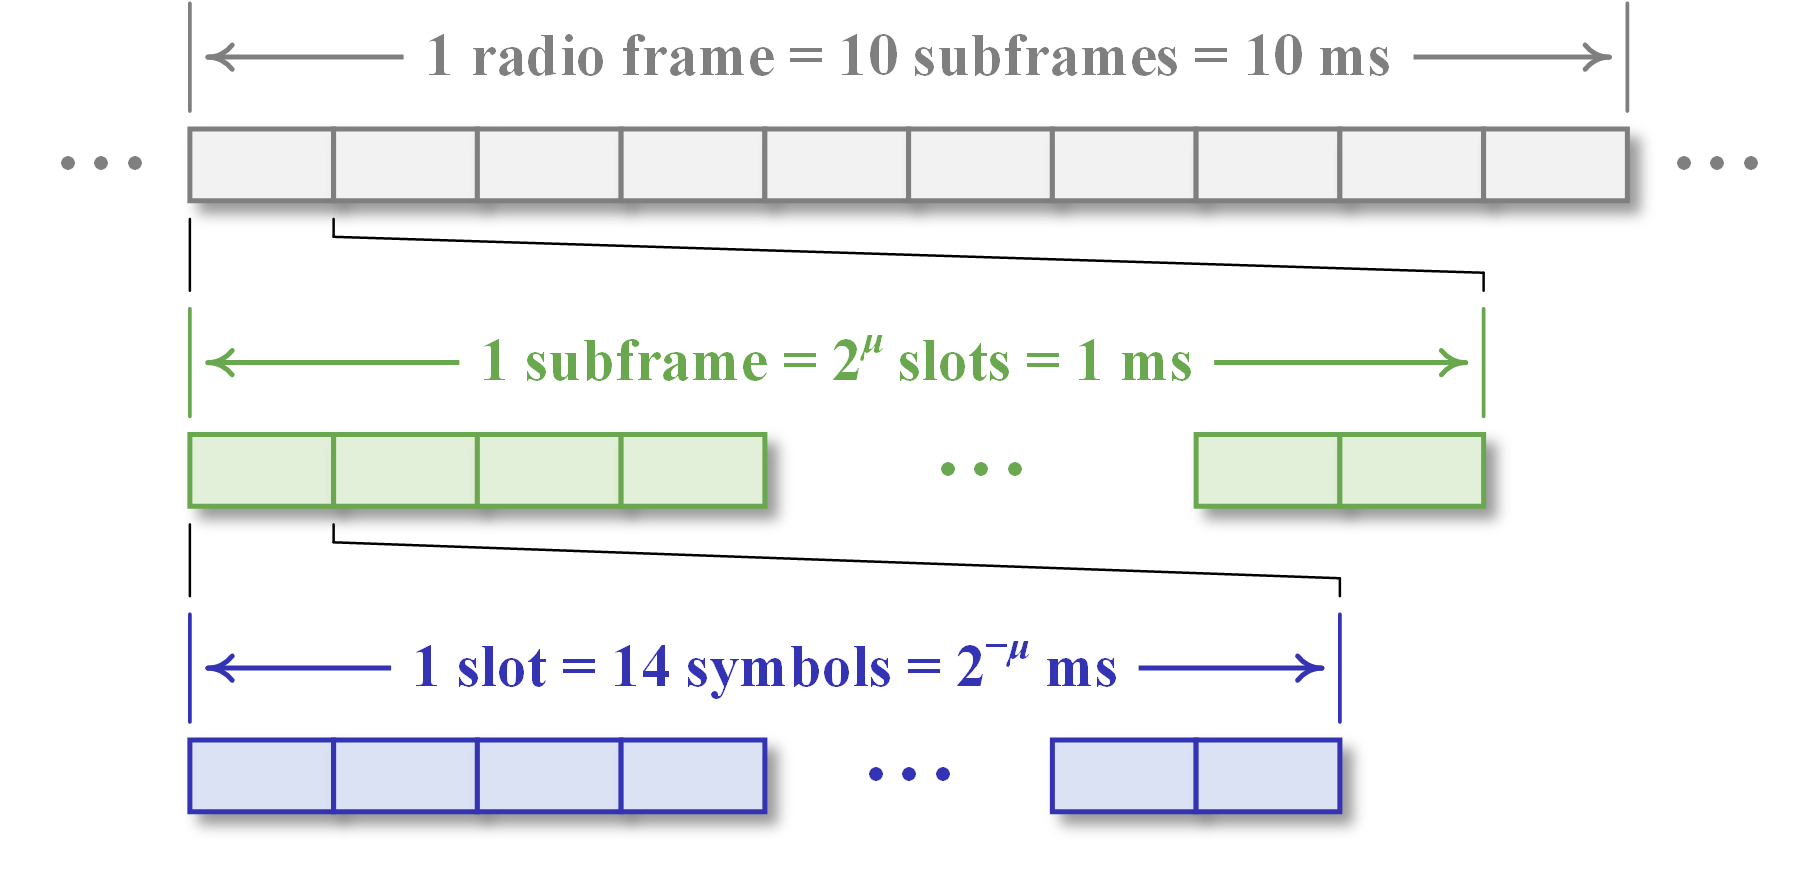 1 radio frame = 10 subframes = 10 ms
1 subframe = 2^μ slots = 1 ms
1 slot = 14 symbols = 2^−μ ms